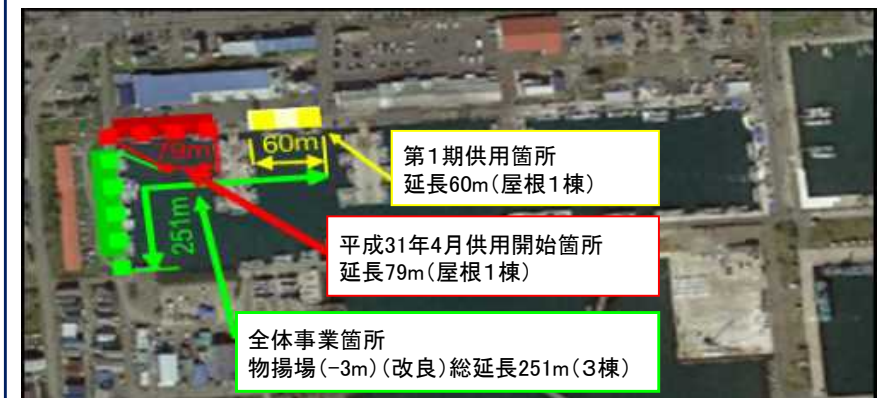 79m
60m
251m
第1期供用箇所
延長60m(屋根1棟)
平成31年4月供用開始箇所
延長79m(屋根1棟)
全体事業箇所
物揚場(-3m)(改良)総延長251m(3棟)